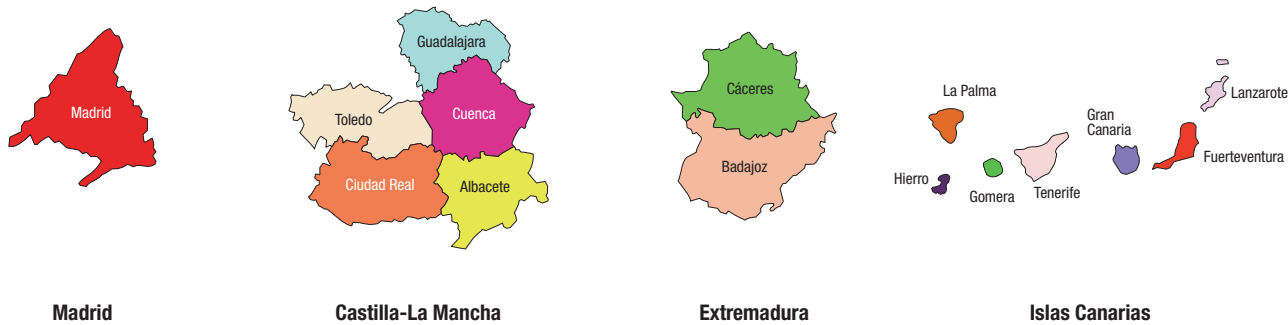 Madrid
Guadalajara
Toledo
Cuenca
Ciudad Real
Albacete
Cáceres
Badajoz
La Palma
Lanzarote
Gran
Canaria
Fuerteventura
Hierro
Gomera
Tenerife
Madrid
Castilla-La Mancha
Extremadura
Islas Canarias